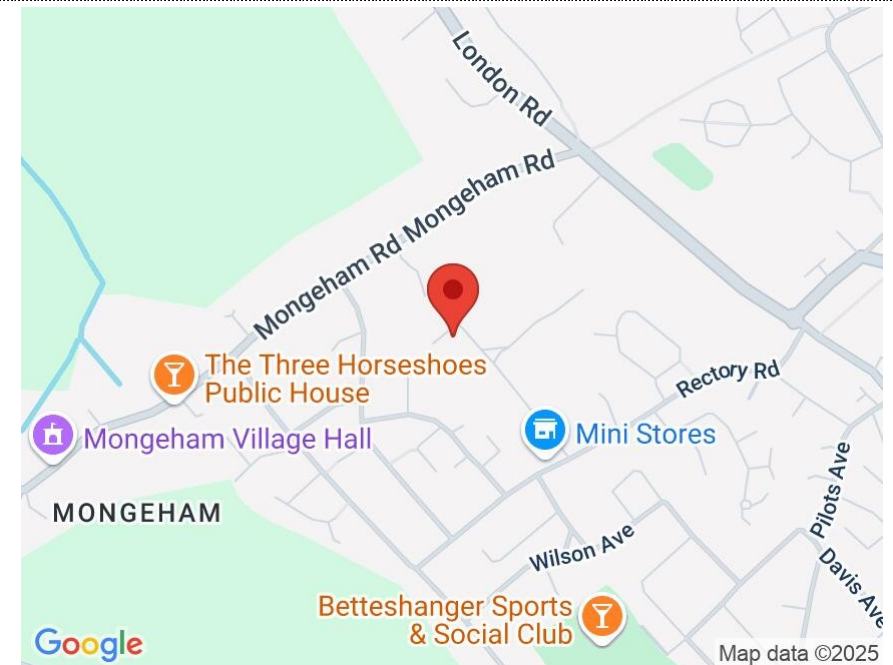 London Rd
Mongeham Rd
Mongeham Rd
The Three Horseshoes
Public House
Mongeham Village Hall
Rectory Rd
Mini Stores
MONGEHAM
Pilots Ave
Wilson Ave
Davis Ave
Betteshanger Sports
& Social Club
Google
Map data ©2025